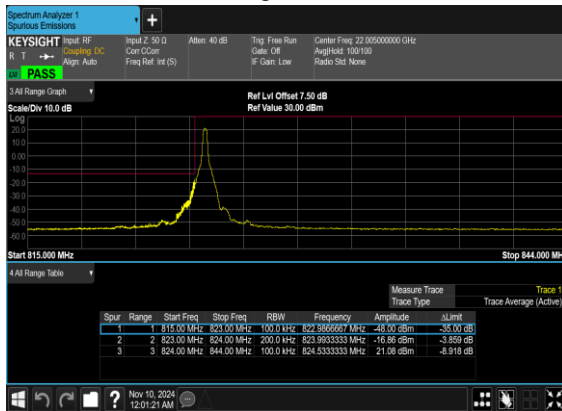 Spectrum Analyzer 1
Spurious Emissions
KEYSIGHT Input: RF Input Z: 50 Ω Atten: 40 dB Trig: Free Run Center Freq: 22.005000000 GHz
R T Coupling: DC Corr CCorr Gate: Off Avg|Hold: 100/100
Align: Auto Freq Ref: Int (S) IF Gain: Low Radio Std: None
PASS
3 All Range Graph
Ref Lvl Offset 7.50 dB
Scale/Div 10.0 dB Ref Value 30.00 dBm
Log
20.0
10.0
0.00
-10.0
-20.0
-30.0
-40.0
-50.0
-60.0
Start 815.000 MHz Stop 844.000 MH
4 All Range Table
Measure Trace Trace 1
Trace Type Trace Average (Active)
Spur Range Start Freq Stop Freq RBW Frequency Amplitude ΔLimit
1 1 815.00 MHz 823.00 MHz 100.0 kHz 822.9866667 MHz -48.00 dBm -35.00 dB
2 2 823.00 MHz 824.00 MHz 200.0 kHz 823.9933333 MHz -16.86 dBm -3.859 dB
3 3 824.00 MHz 844.00 MHz 100.0 kHz 824.5333333 MHz 21.08 dBm -8.918 dB
? Nov 10, 2024
12:01:21 AM